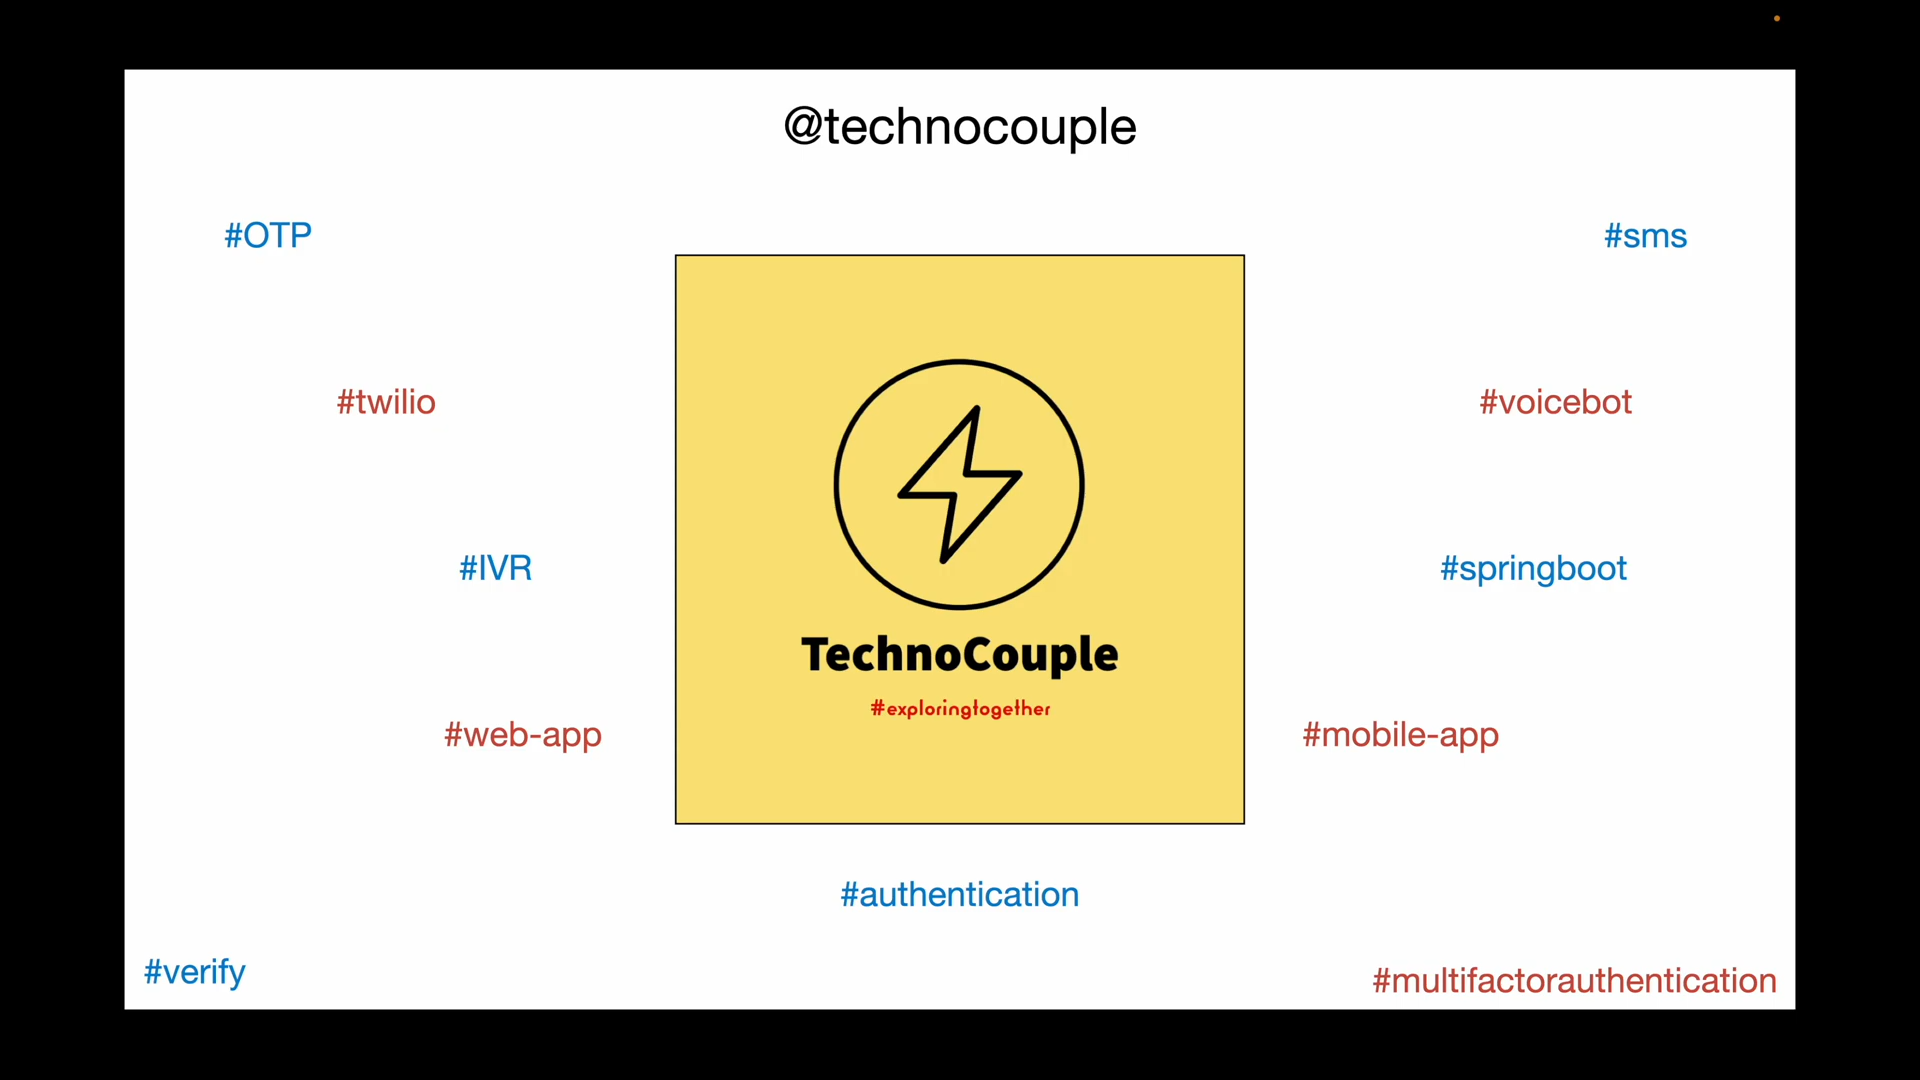 @technocouple
#OTP
#sms
#twilio
#voicebot
#IVR
#springboot
TechnoCouple
#exploringtogether
#web-app
#mobile-app
#authentication
#verify
#multifactorauthentication